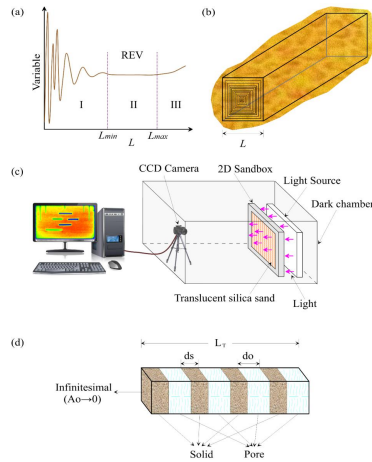 (a)
REV
Variable
I
II
III
Lmin
Lmax
L
(b)
L
(c)
CCD Camera
2D Sandbox
Light Source
Dark chamber
Translucent silica sand
Light
(d)
LT
ds
do
Infinitesimal
(Ao→0)
Solid
Pore